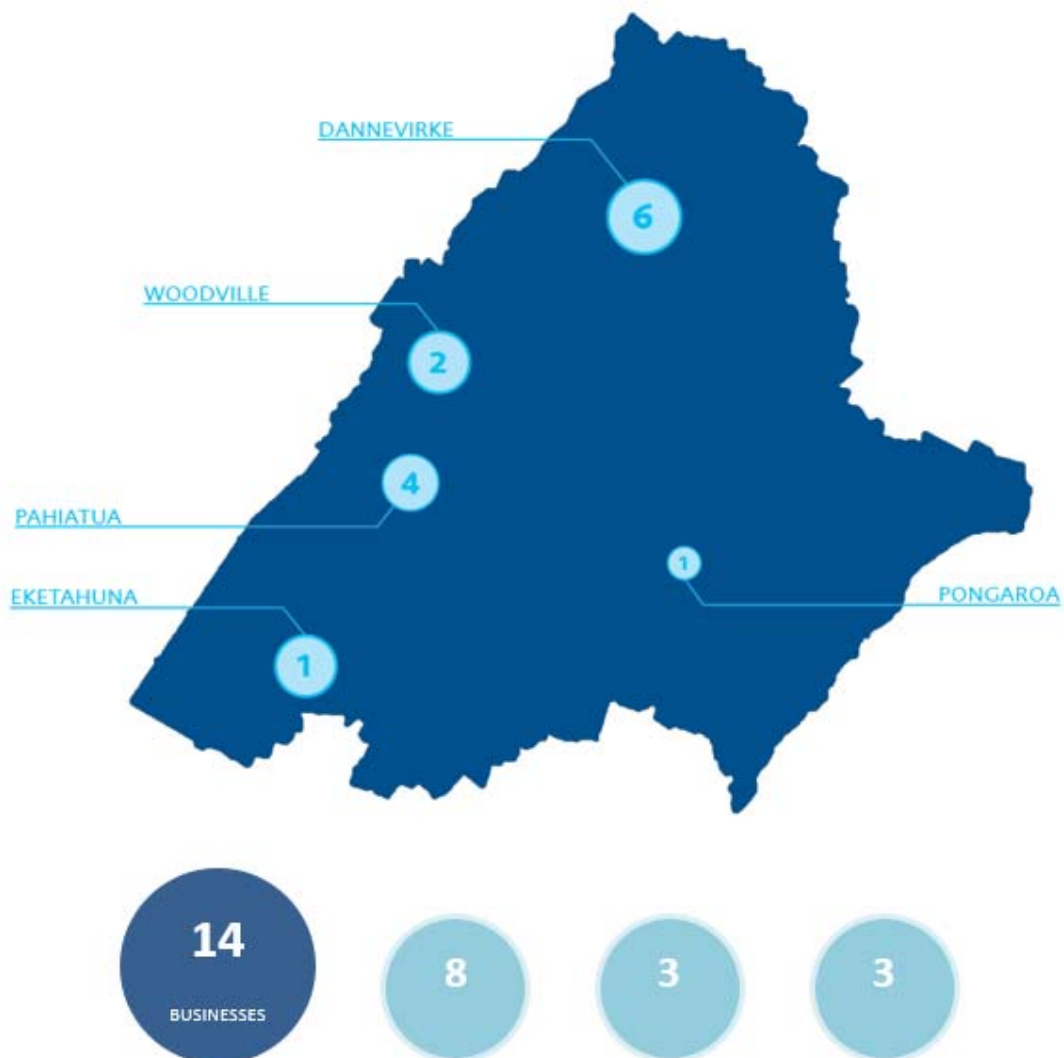 DANNEVIRKE
6
WOODVILLE
2
4
PAHIATUA
1
EKETAHUNA
PONGAROA
1
14
BUSINESSES
8
3
3